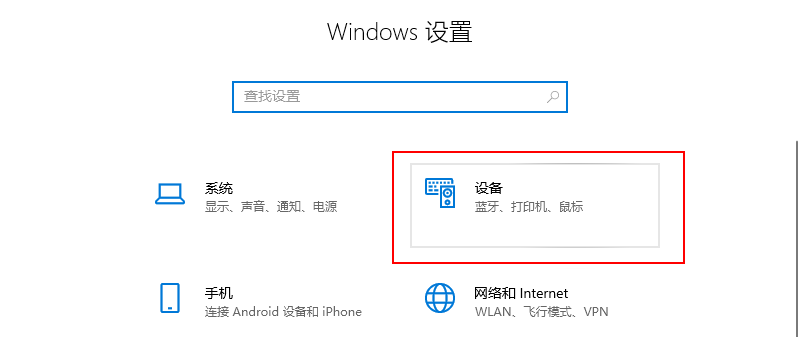 Windows 设置
查找设置
系统
显示、声音、通知、电源
设备
蓝牙、打印机、鼠标
手机
连接 Android 设备和 iPhone
网络和 Internet
WLAN、飞行模式、VPN